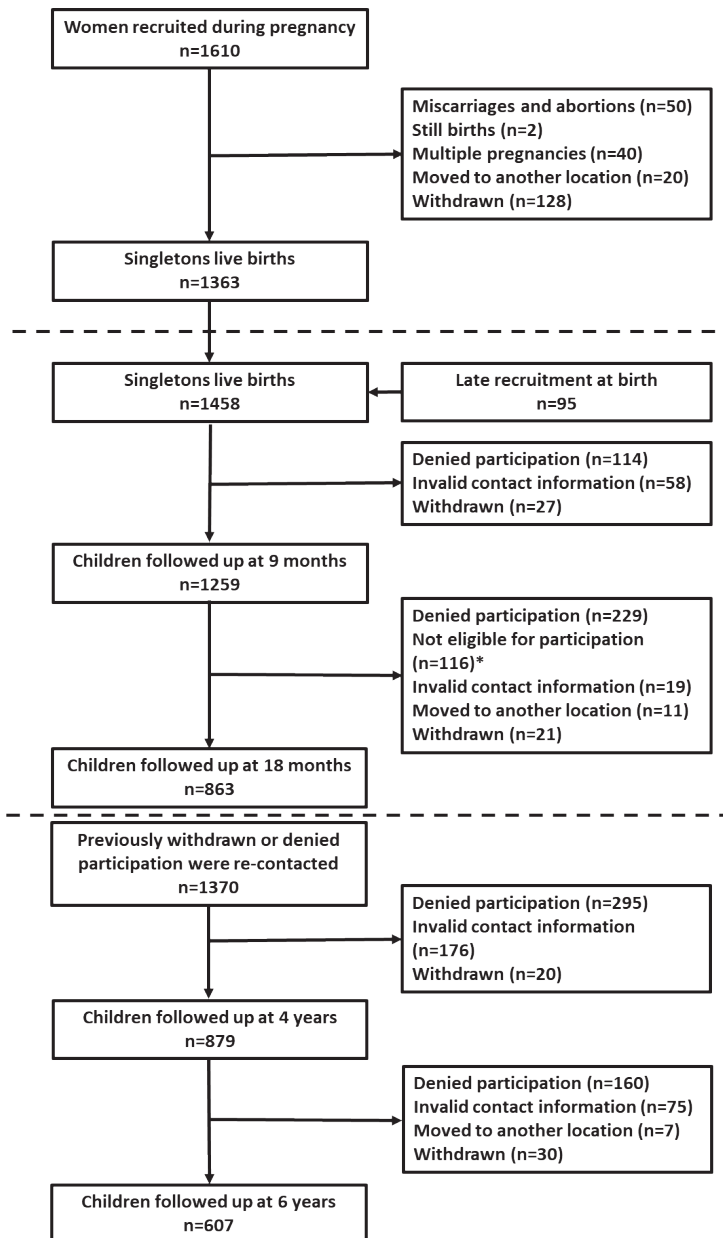 Women recruited during pregnancy
n=1610
Miscarriages and abortions (n=50)
Still births (n=2)
Multiple pregnancies (n=40)
Moved to another location (n=20)
Withdrawn (n=128)
Singletons live births
n=1363
Singletons live births
n=1458
Late recruitment at birth
n=95
Denied participation (n=114)
Invalid contact information (n=58)
Withdrawn (n=27)
Children followed up at 9 months
n=1259
Denied participation (n=229)
Not eligible for participation
(n=116)*
Invalid contact information (n=19)
Moved to another location (n=11)
Withdrawn (n=21)
Children followed up at 18 months
n=863
Previously withdrawn or denied
participation were re-contacted
n=1370
Denied participation (n=295)
Invalid contact information
(n=176)
Withdrawn (n=20)
Children followed up at 4 years
n=879
Denied participation (n=160)
Invalid contact information (n=75)
Moved to another location (n=7)
Withdrawn (n=30)
Children followed up at 6 years
n=607